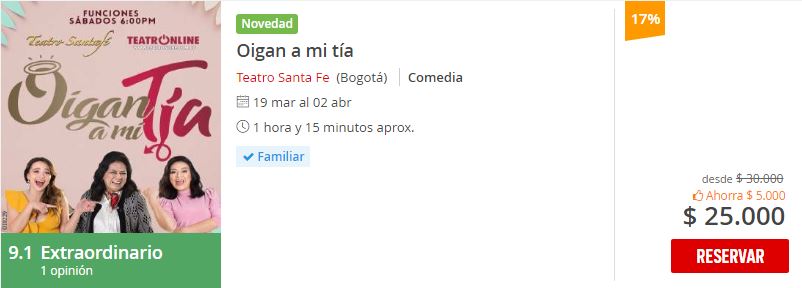 FUNCIONES
SÁBADOS 6:00PM
Teatro Santafé
TEATRONLINE
Oigan
a mi
Tía
9.1 Extraordinario
1 opinión
Novedad
Oigan a mi tía
Teatro Santa Fe (Bogotá) Comedia
19 mar al 02 abr
1 hora y 15 minutos aprox.
Familiar
17%
desde $ 30.000
Ahorra $ 5.000
$ 25.000
RESERVAR